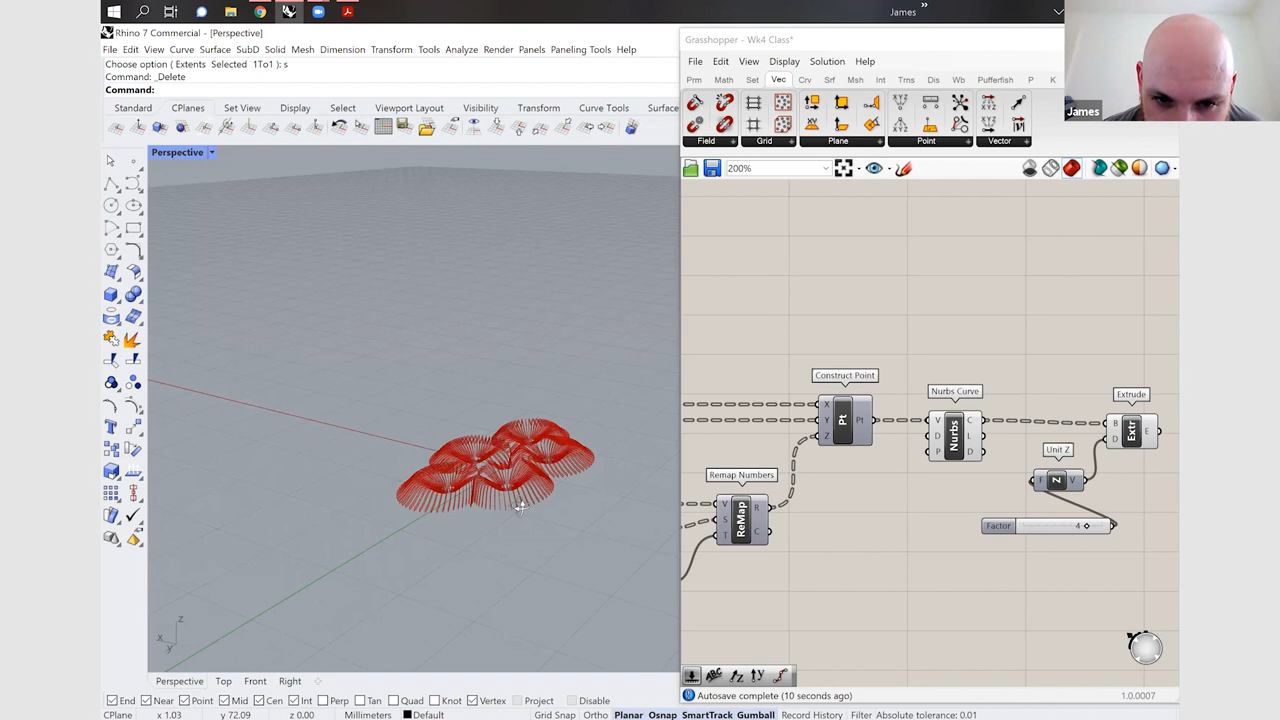 James
Rhino 7 Commercial - [Perspective]
File Edit View Curve Surface SubD Solid Mesh Dimension Transform Tools Analyze Render Panels Paneling Tools Help
Choose option ( Extents Selected 1To1 ) : s
Command: _Delete
Command:
Standard CPlanes Set View Display Select Viewport Layout Visibility Transform Curve Tools Surface
Perspective
z
x
y
Perspective Top Front Right
End Near Point Mid Cen Int Perp Tan Quad Knot Vertex Project Disable
CPlane x 1.03 y 72.09 z 0.00 Millimeters Default Grid Snap Ortho Planar Osnap SmartTrack Gumball Record History Filter Absolute tolerance: 0.01
Grasshopper - Wk4 Class*
File Edit View Display Solution Help
Prm Math Set Vec Crv Srf Msh Int Trns Dis Wb Pufferfish P K
Field Grid Plane Point Vector
200%
Construct Point
X
Y
Z
Pt
Pt
Nurbs Curve
V
D
P
Nurbs
C
L
D
Extrude
B
D
Extr
E
Unit Z
F
Z
V
Factor 4
Remap Numbers
V
S
T
ReMap
R
C
Autosave complete (10 seconds ago)
1.0.0007
James